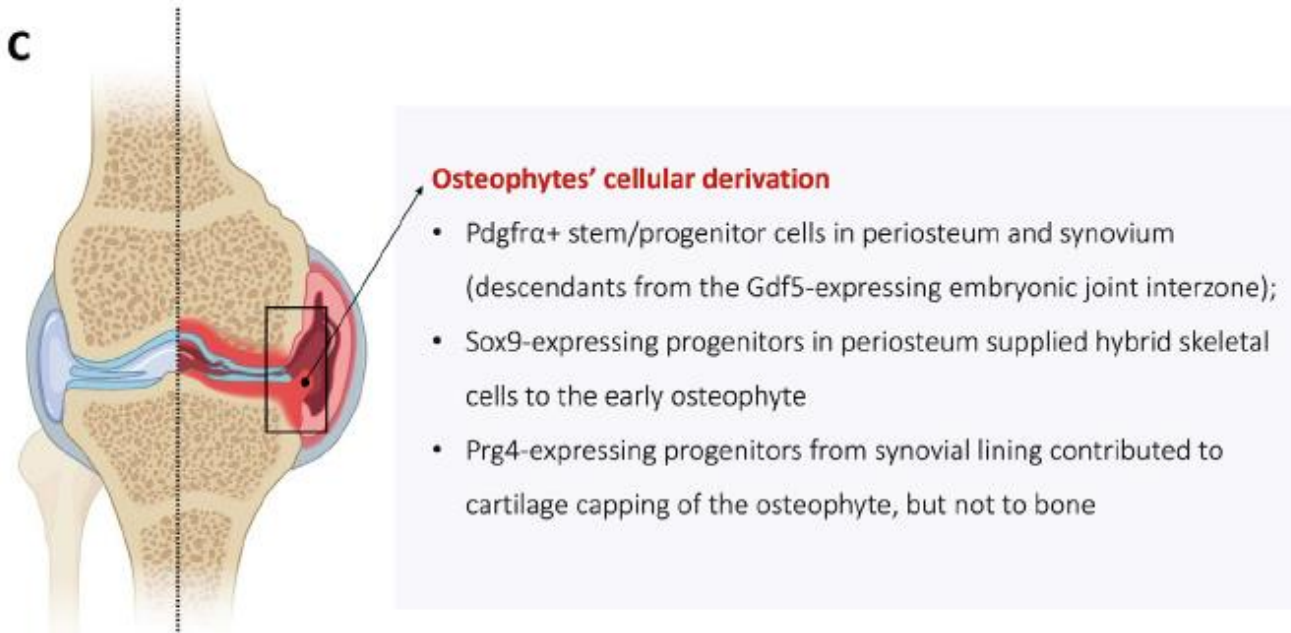 C
Osteophytes’ cellular derivation
• Pdgfrα+ stem/progenitor cells in periosteum and synovium
(descendants from the Gdf5-expressing embryonic joint interzone);
• Sox9-expressing progenitors in periosteum supplied hybrid skeletal
cells to the early osteophyte
• Prg4-expressing progenitors from synovial lining contributed to
cartilage capping of the osteophyte, but not to bone